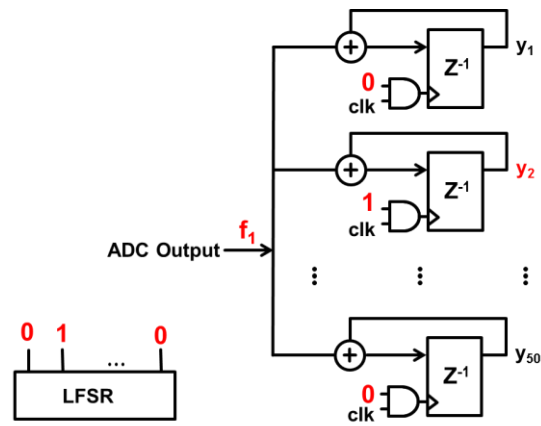 Z⁻¹
y₁
0
clk
Z⁻¹
y₂
1
clk
f₁
ADC Output
⋮ ⋮ ⋮
0 1 ... 0
LFSR
Z⁻¹
y₅₀
0
clk